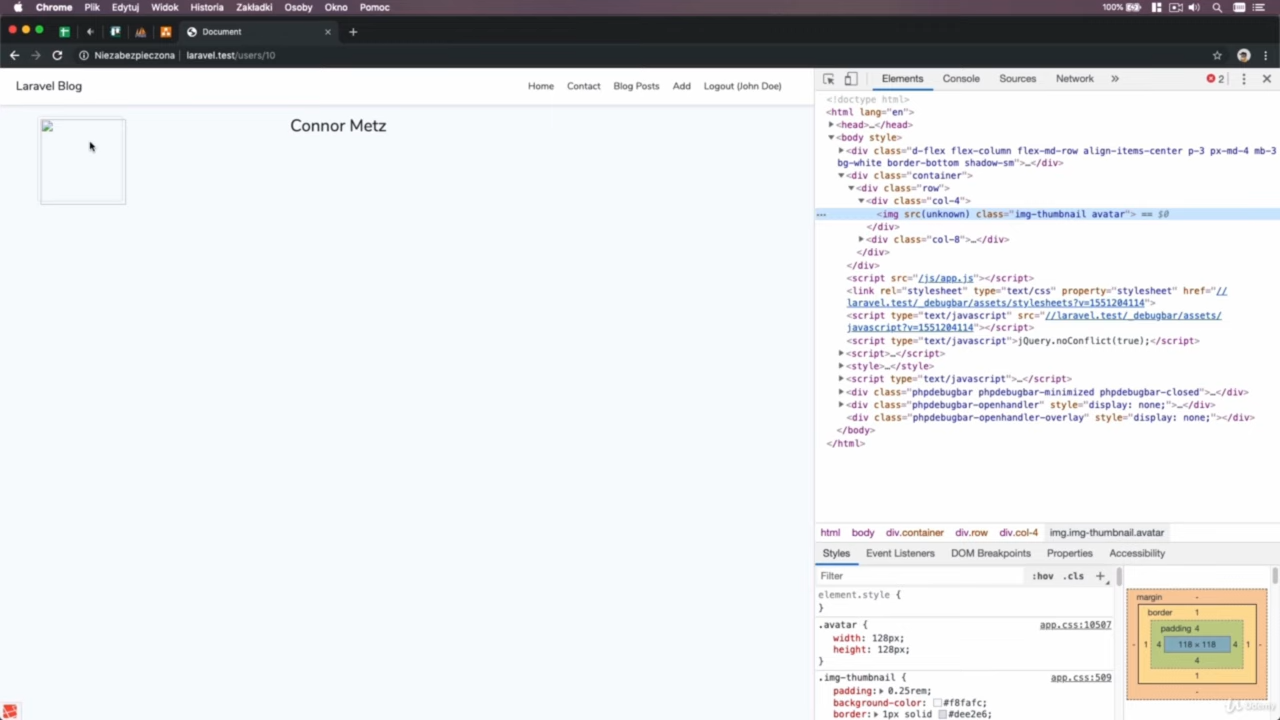 Chrome Plik Edytuj Widok Historia Zakładki Osoby Okno Pomoc 100%
Document
Niezabezpieczona laravel.test/users/10
Laravel Blog Home Contact Blog Posts Add Logout (John Doe)
Connor Metz
Elements Console Sources Network » 2
<!doctype html>
<html lang="en">
<head>…</head>
<body style>
<div class="d-flex flex-column flex-md-row align-items-center p-3 px-md-4 mb-3
bg-white border-bottom shadow-sm">…</div>
<div class="container">
<div class="row">
<div class="col-4">
… <img src(unknown) class="img-thumbnail avatar"> == $0
</div>
<div class="col-8">…</div>
</div>
</div>
<script src="/js/app.js"></script>
<link rel="stylesheet" type="text/css" property="stylesheet" href="//
laravel.test/_debugbar/assets/stylesheets?v=1551204114">
<script type="text/javascript" src="//laravel.test/_debugbar/assets/
javascript?v=1551204114"></script>
<script type="text/javascript">jQuery.noConflict(true);</script>
<script>…</script>
<style>…</style>
<script type="text/javascript">…</script>
<div class="phpdebugbar phpdebugbar-minimized phpdebugbar-closed">…</div>
<div class="phpdebugbar-openhandler" style="display: none;">…</div>
<div class="phpdebugbar-openhandler-overlay" style="display: none;"></div>
</body>
</html>
html body div.container div.row div.col-4 img.img-thumbnail.avatar
Styles Event Listeners DOM Breakpoints Properties Accessibility
Filter :hov .cls +
element.style {
}
.avatar { app.css:10507
width: 128px;
height: 128px;
}
.img-thumbnail { app.css:509
padding: 0.25rem;
background-color: #f8fafc;
border: 1px solid #dee2e6;
margin -
border 1
padding 4
- 1 4 118 × 118 4 1 -
4
1
-
Udemy